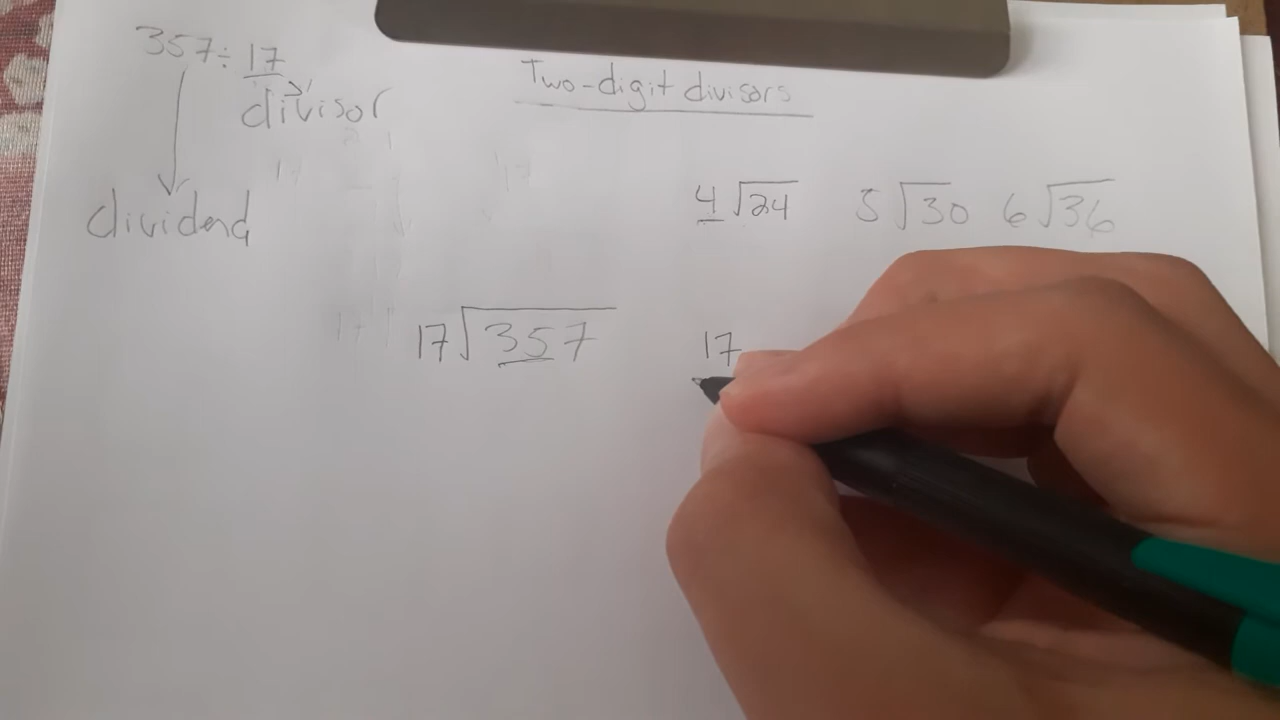 357÷17
divisor
dividend
Two-digit divisors
4√24 5√30 6√36
17√357
17